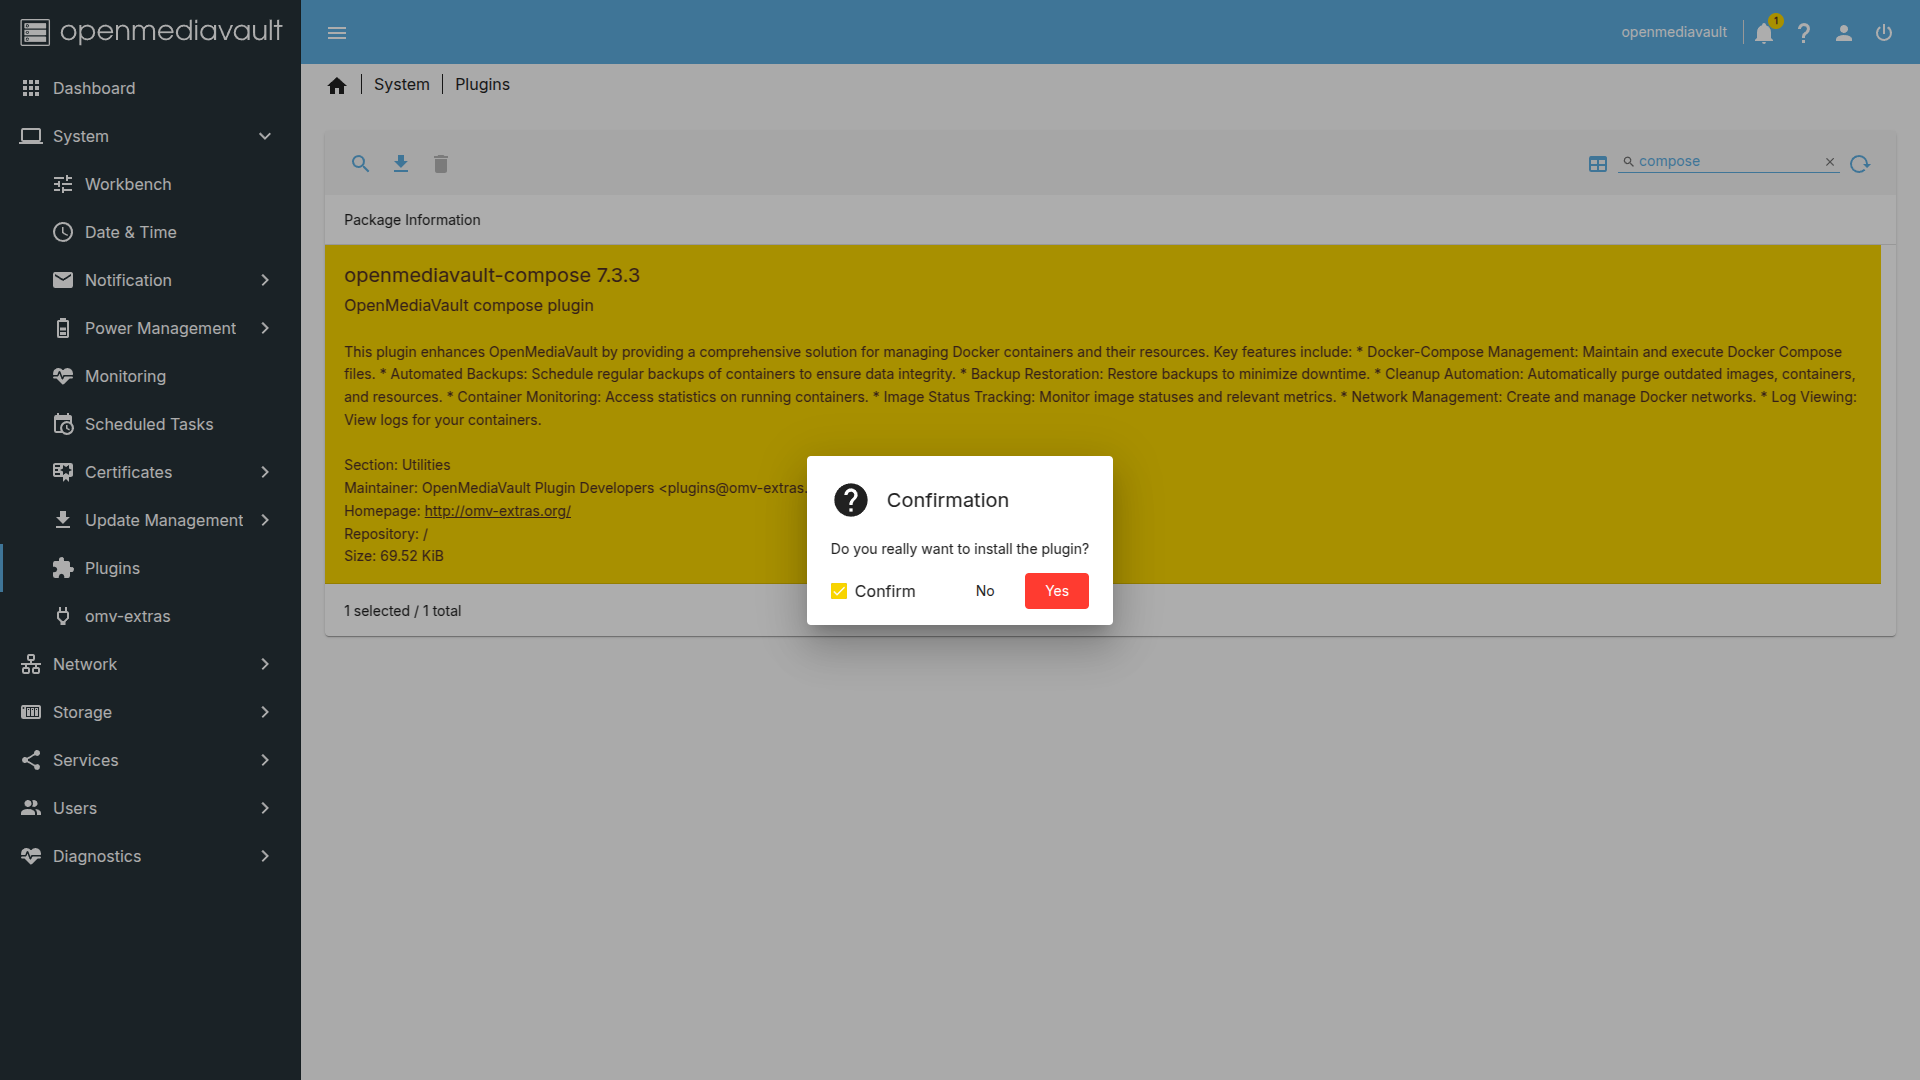 openmediavault
Dashboard
System
Workbench
Date & Time
Notification
Power Management
Monitoring
Scheduled Tasks
Certificates
Update Management
Plugins
omv-extras
Network
Storage
Services
Users
Diagnostics
openmediavault
1
?
System
Plugins
compose
Package Information
openmediavault-compose 7.3.3
OpenMediaVault compose plugin
This plugin enhances OpenMediaVault by providing a comprehensive solution for managing Docker containers and their resources. Key features include: * Docker-Compose Management: Maintain and execute Docker Compose
files. * Automated Backups: Schedule regular backups of containers to ensure data integrity. * Backup Restoration: Restore backups to minimize downtime. * Cleanup Automation: Automatically purge outdated images, containers,
and resources. * Container Monitoring: Access statistics on running containers. * Image Status Tracking: Monitor image statuses and relevant metrics. * Network Management: Create and manage Docker networks. * Log Viewing:
View logs for your containers.
Section: Utilities
Maintainer: OpenMediaVault Plugin Developers <plugins@omv-extras.
Homepage: http://omv-extras.org/
Repository: /
Size: 69.52 KiB
1 selected / 1 total
?
Confirmation
Do you really want to install the plugin?
Confirm
No
Yes